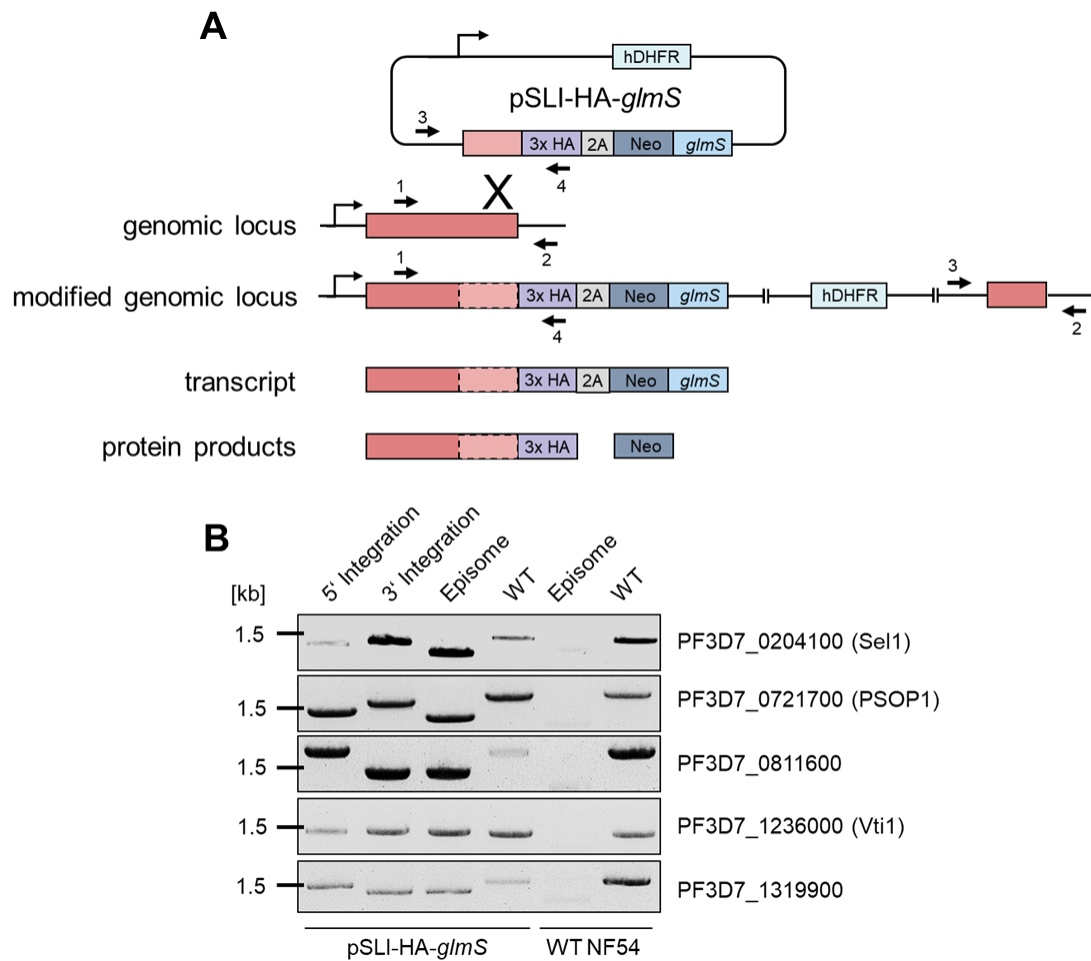 A
hDHFR
pSLI-HA-glmS
3
3x HA 2A Neo glmS
4
1
X
genomic locus
2
1
3
modified genomic locus
3x HA 2A Neo glmS
hDHFR
4
2
transcript
3x HA 2A Neo glmS
protein products
3x HA
Neo
B
[kb]
5‘ Integration
3‘ Integration
Episome
WT
Episome
WT
1.5
PF3D7_0204100 (Sel1)
1.5
PF3D7_0721700 (PSOP1)
1.5
PF3D7_0811600
1.5
PF3D7_1236000 (Vti1)
1.5
PF3D7_1319900
pSLI-HA-glmS
WT NF54